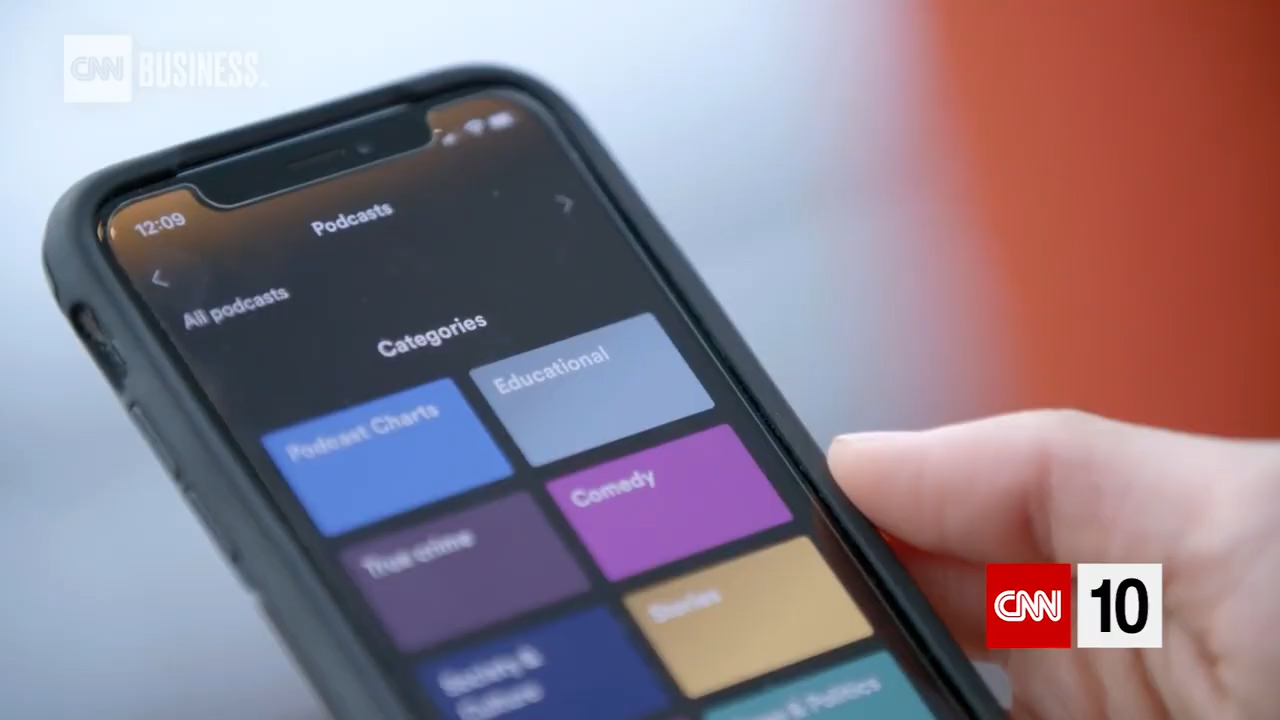 CNN BUSINESS
12:09
Podcasts
All podcasts
Categories
Podcast Charts
Educational
True crime
Comedy
Society &
Culture
Stories
& Politics
CNN 10